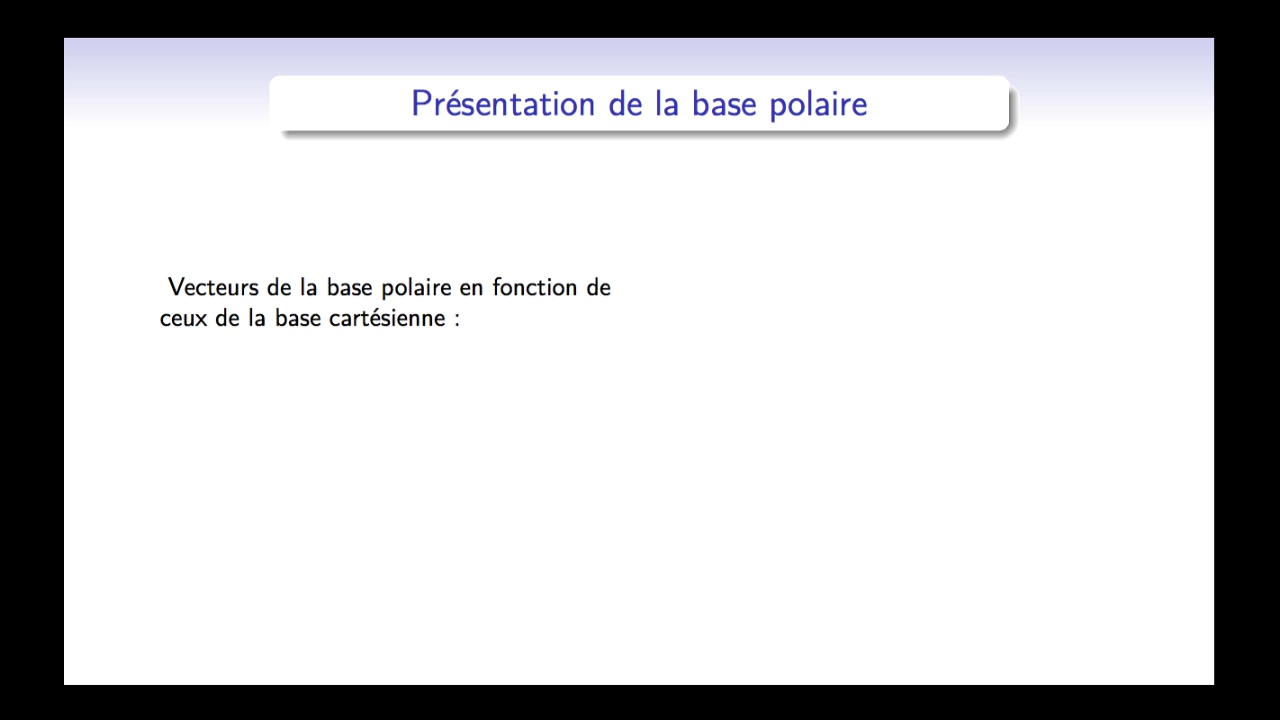 Présentation de la base polaire
Vecteurs de la base polaire en fonction de
ceux de la base cartésienne :